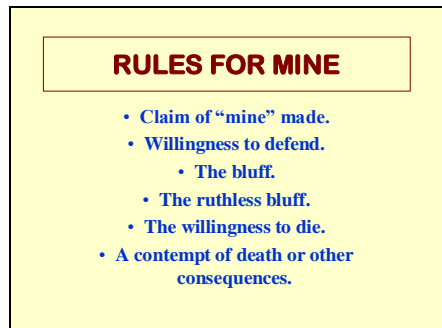 RULES FOR MINE
• Claim of “mine” made.
• Willingness to defend.
• The bluff.
• The ruthless bluff.
• The willingness to die.
• A contempt of death or other
consequences.